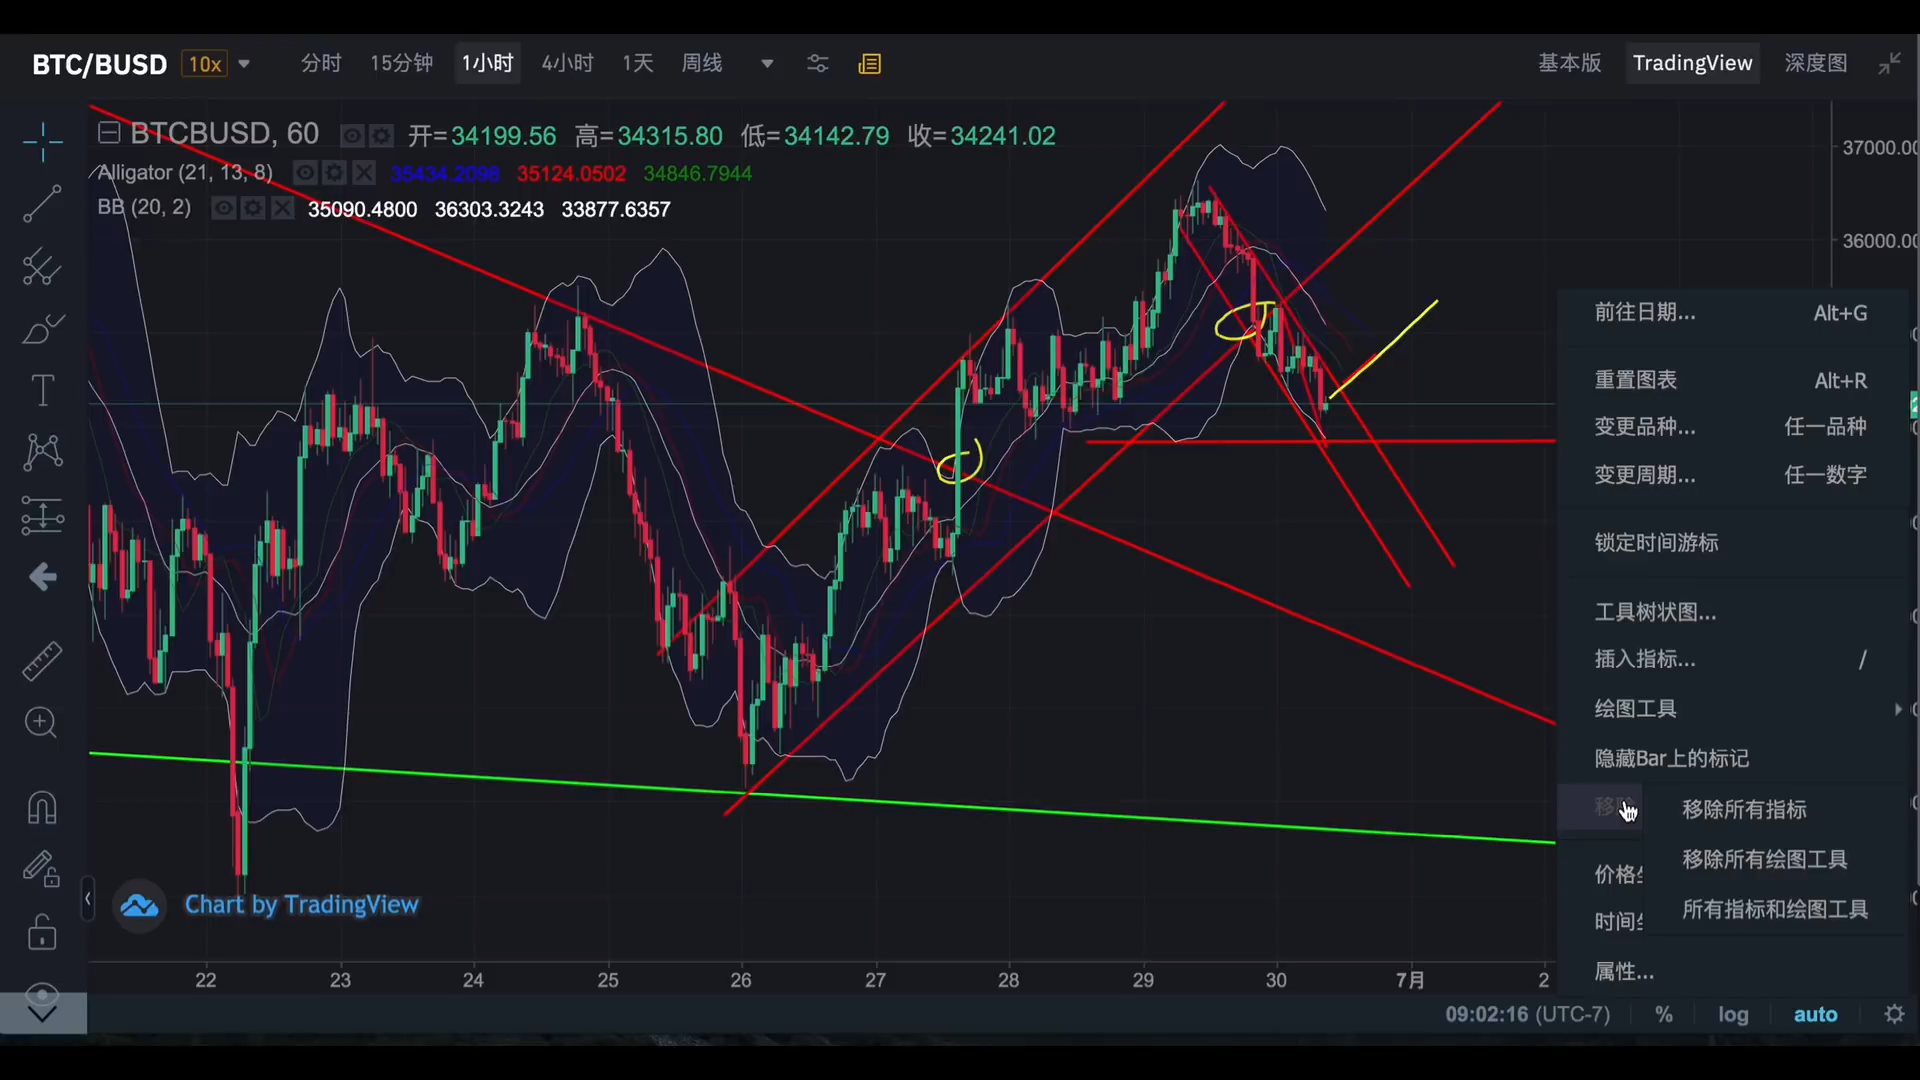 BTC/BUSD 10x 分时 15分钟 1小时 4小时 1天 周线 基本版 TradingView 深度图
BTCBUSD, 60 开=34199.56 高=34315.80 低=34142.79 收=34241.02
Alligator (21, 13, 8) 35434.2098 35124.0502 34846.7944
BB (20, 2) 35090.4800 36303.3243 33877.6357
37000.00
36000.00
前往日期... Alt+G
重置图表 Alt+R
变更品种... 任一品种
变更周期... 任一数字
锁定时间游标
工具树状图...
插入指标... /
绘图工具
隐藏Bar上的标记
移除所有指标
移除所有绘图工具
价格
所有指标和绘图工具
时间
属性...
Chart by TradingView
22 23 24 25 26 27 28 29 30 7月 2
09:02:16 (UTC-7) % log auto